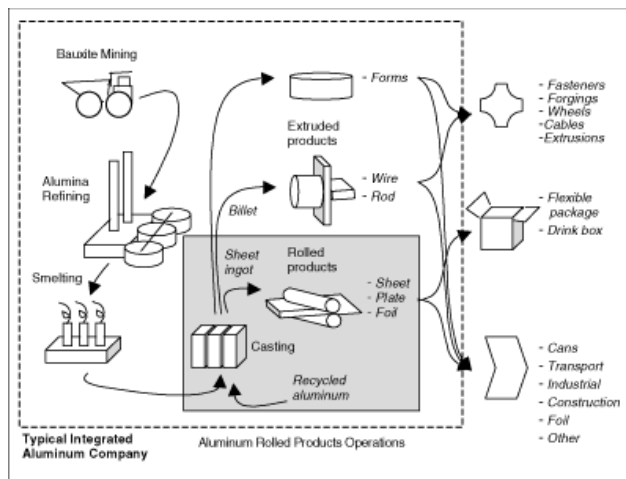 Bauxite Mining
Alumina
Refining
Smelting
- Forms
Extruded
products
Billet
- Wire
- Rod
Sheet
ingot
Rolled
products
- Sheet
- Plate
- Foil
Casting
Recycled
aluminum
- Fasteners
- Forgings
- Wheels
-Cables
-Extrusions
- Flexible
package
- Drink box
- Cans
- Transport
- Industrial
- Construction
- Foil
- Other
Typical Integrated
Aluminum Company
Aluminum Rolled Products Operations